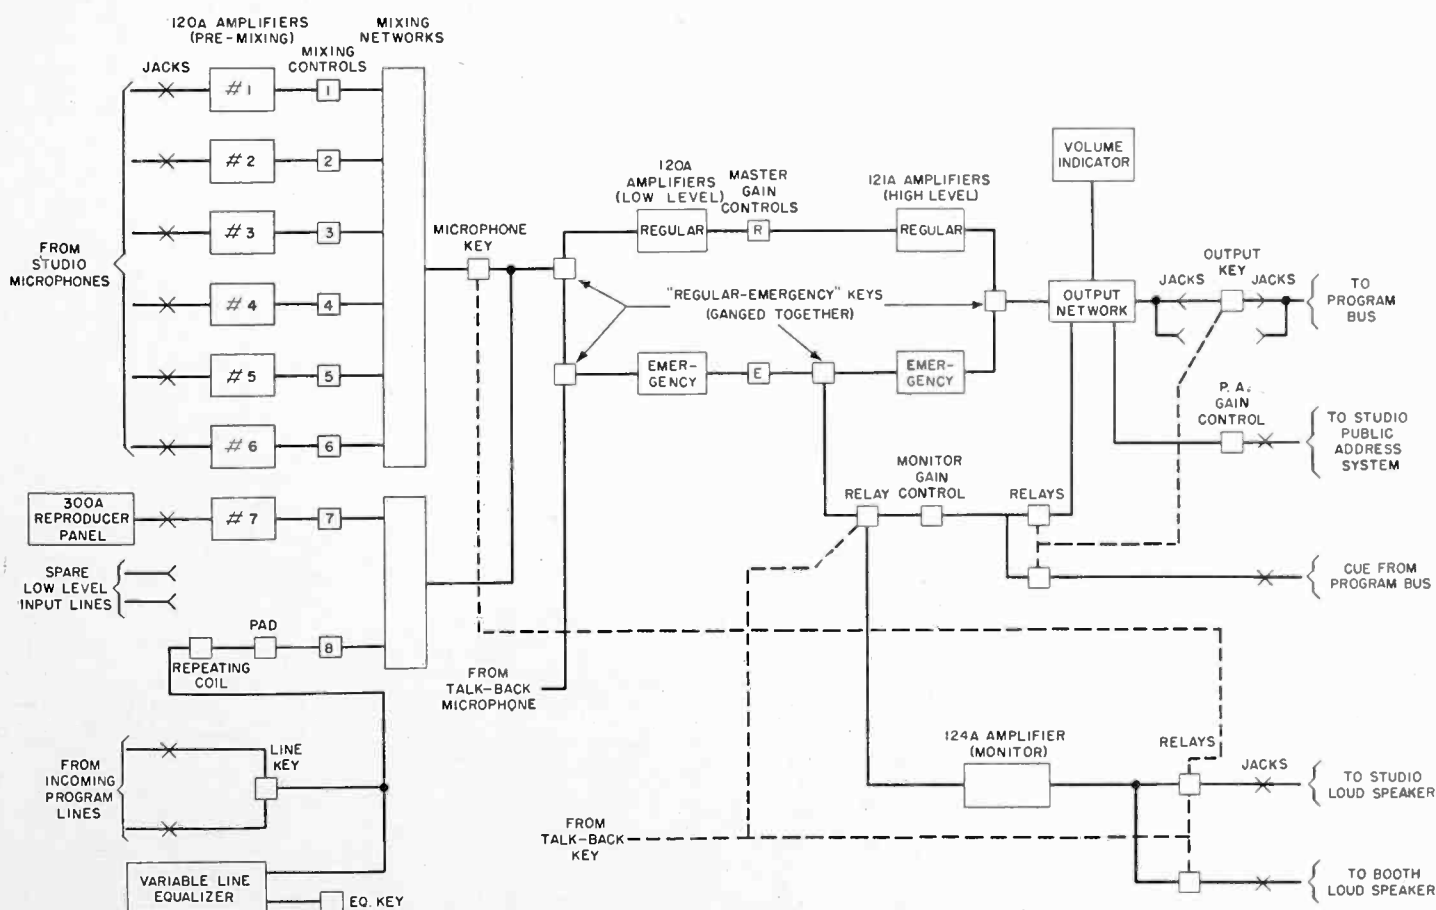 120A AMPLIFIERS
(PRE-MIXING)
MIXING
NETWORKS
MIXING
CONTROLS
JACKS
#1
1
#2
2
#3
3
#4
4
#5
5
#6
6
FROM
STUDIO
MICROPHONES
300A
REPRODUCER
PANEL
#7
7
SPARE
LOW LEVEL
INPUT LINES
PAD
8
REPEATING
COIL
FROM
INCOMING
PROGRAM
LINES
LINE
KEY
VARIABLE LINE
EQUALIZER
EQ. KEY
MICROPHONE
KEY
120A
AMPLIFIERS
(LOW LEVEL)
MASTER
GAIN
CONTROLS
121A AMPLIFIERS
(HIGH LEVEL)
REGULAR
R
REGULAR
"REGULAR-EMERGENCY" KEYS
(GANGED TOGETHER)
EMER-
GENCY
E
EMER-
GENCY
VOLUME
INDICATOR
OUTPUT
NETWORK
JACKS
OUTPUT
KEY
JACKS
TO
PROGRAM
BUS
P. A.
GAIN
CONTROL
TO STUDIO
PUBLIC
ADDRESS
SYSTEM
RELAY
MONITOR
GAIN
CONTROL
RELAYS
CUE FROM
PROGRAM BUS
FROM
TALK-BACK
MICROPHONE
124A AMPLIFIER
(MONITOR)
RELAYS
JACKS
TO STUDIO
LOUD SPEAKER
FROM
TALK-BACK
KEY
TO BOOTH
LOUD SPEAKER